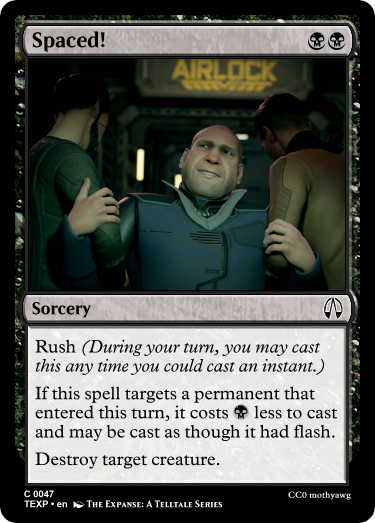 Spaced!
AIRLOCK
Sorcery
Rush (During your turn, you may cast
this any time you could cast an instant.)
If this spell targets a permanent that
entered this turn, it costs less to cast
and may be cast as though it had flash.
Destroy target creature.
C 0047
TEXP • en THE EXPANSE: A TELLTALE SERIES
CC0 mothyawg